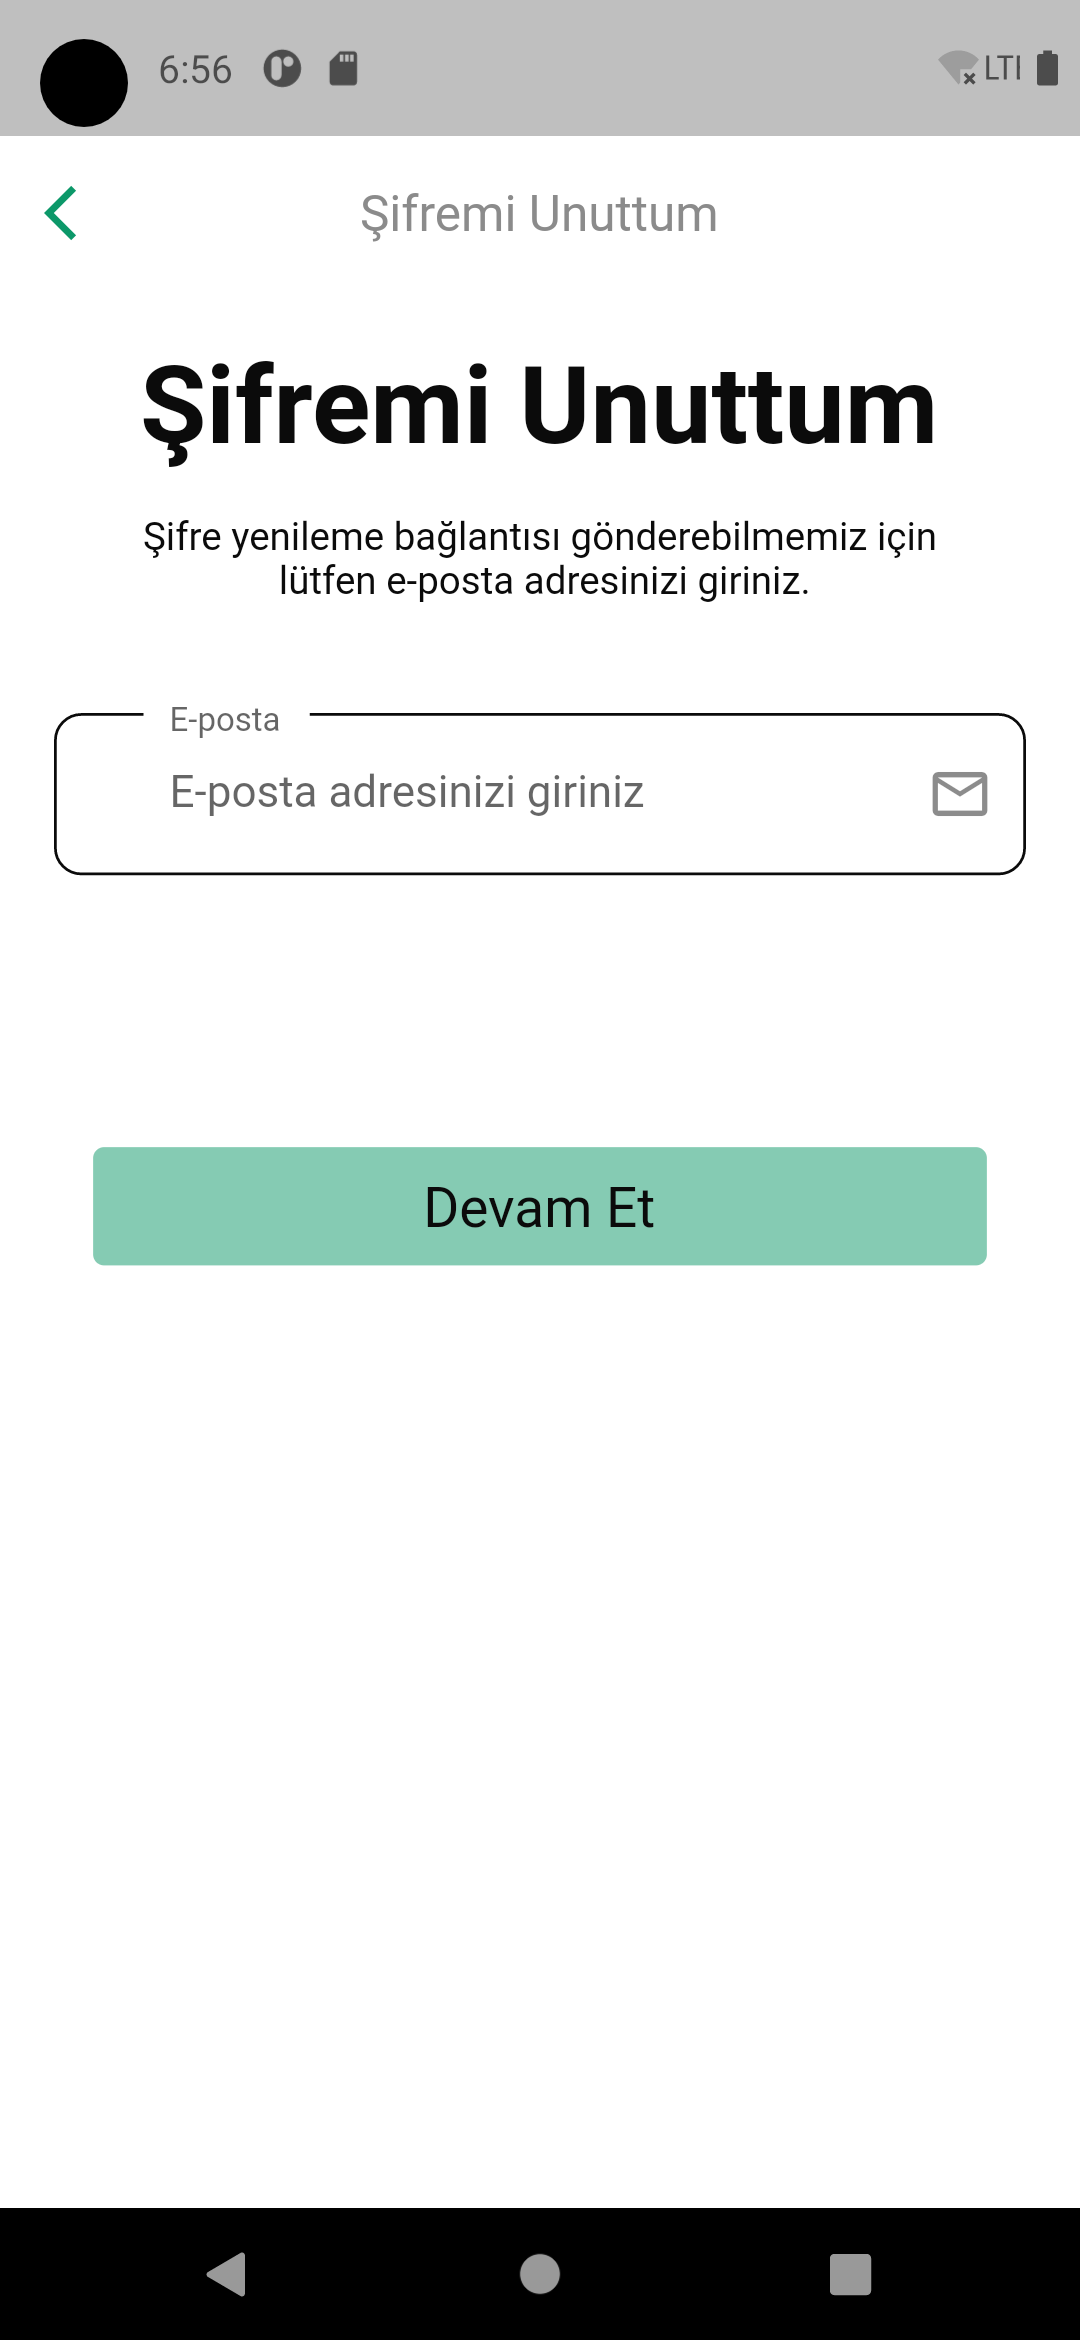 6:56
Şifremi Unuttum
Şifremi Unuttum
Şifre yenileme bağlantısı gönderebilmemiz için
lütfen e-posta adresinizi giriniz.
E-posta
E-posta adresinizi giriniz
Devam Et